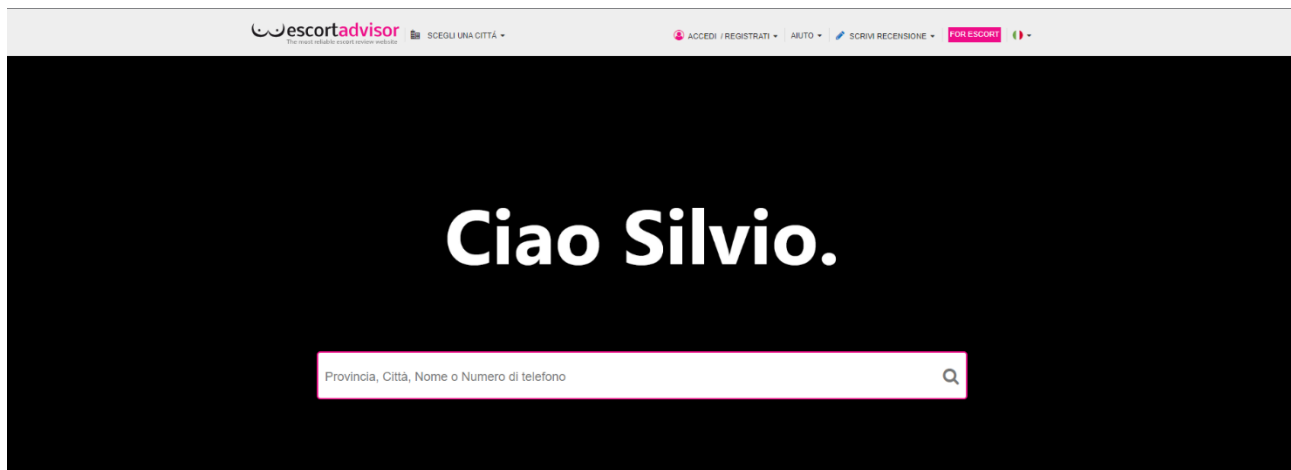 escortadvisor
The most reliable escort review website
SCEGLI UNA CITTÁ
ACCEDI / REGISTRATI
AIUTO
SCRIVI RECENSIONE
FOR ESCORT
Ciao Silvio.
Provincia, Città, Nome o Numero di telefono